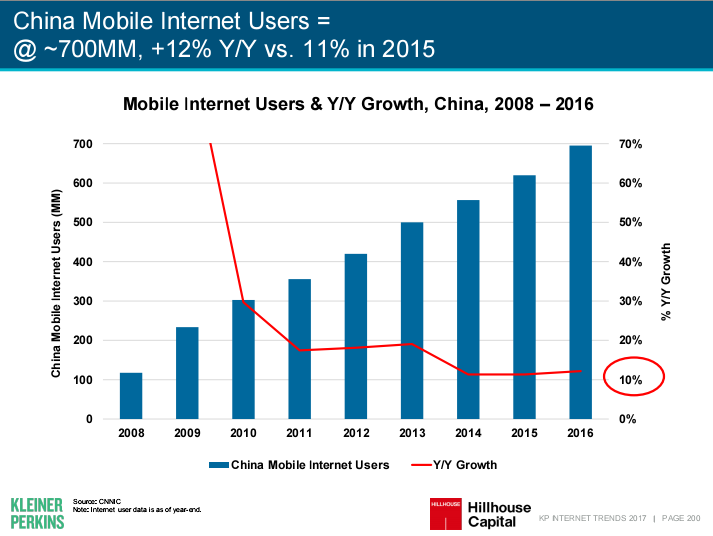 China Mobile Internet Users =
@ ~700MM, +12% Y/Y vs. 11% in 2015
Mobile Internet Users & Y/Y Growth, China, 2008 – 2016
700
600
500
400
300
200
100
0
China Mobile Internet Users (MM)
70%
60%
50%
40%
30%
20%
10%
0%
% Y/Y Growth
2008 2009 2010 2011 2012 2013 2014 2015 2016
China Mobile Internet Users Y/Y Growth
KLEINER
PERKINS
Source: CNNIC
Note: Internet user data is as of year-end.
HILLHOUSE
Hillhouse
Capital
KP INTERNET TRENDS 2017 | PAGE 200